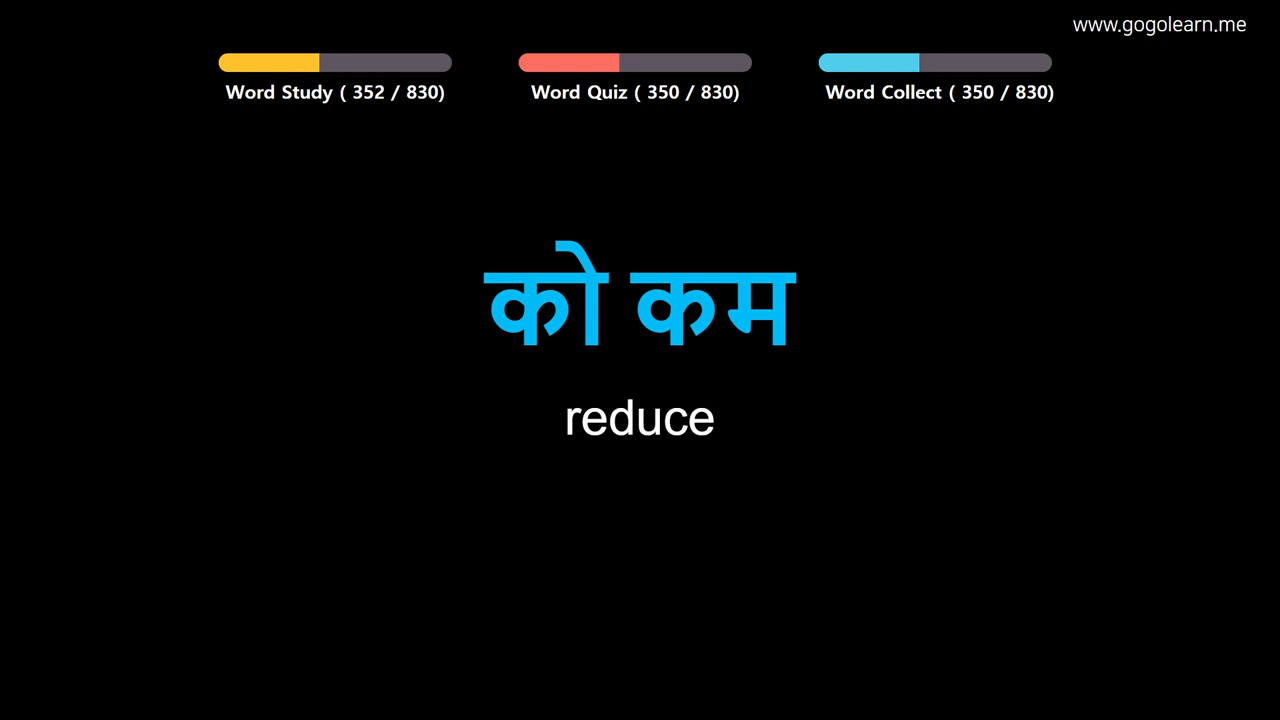 www.gogolearn.me
Word Study ( 352 / 830)
Word Quiz ( 350 / 830)
Word Collect ( 350 / 830)
को कम
reduce